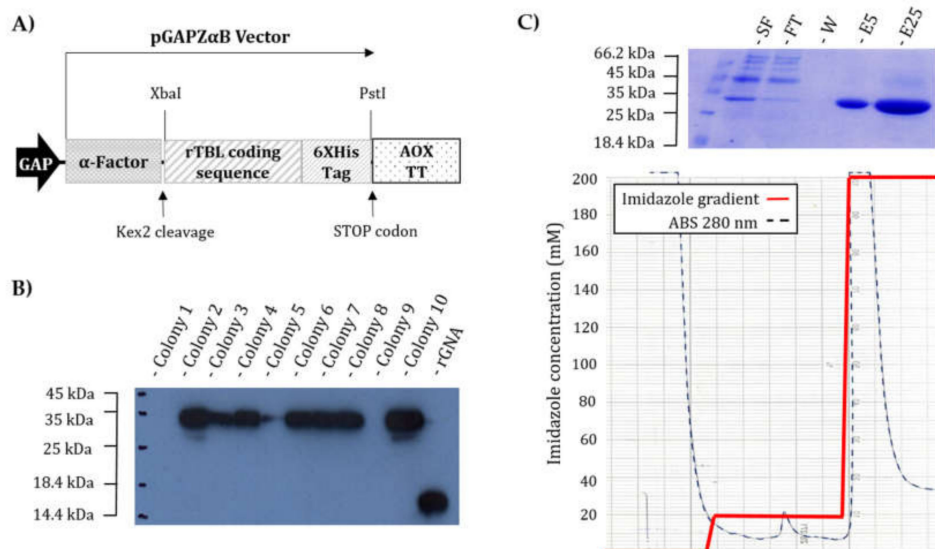 A)
pGAPZαB Vector
XbaI
PstI
GAP
α-Factor
rTBL coding
sequence
6XHis
Tag
AOX
TT
Kex2 cleavage
STOP codon
B)
- Colony 1
- Colony 2
- Colony 3
- Colony 4
- Colony 5
- Colony 6
- Colony 7
- Colony 8
- Colony 9
- Colony 10
- rGNA
45 kDa
35 kDa
25 kDa
18.4 kDa
14.4 kDa
C)
- SF
- FT
- W
- E5
- E25
66.2 kDa
45 kDa
35 kDa
25 kDa
18.4 kDa
Imidazole concentration (mM)
200
180
160
140
120
100
80
60
40
20
0
Imidazole gradient
ABS 280 nm